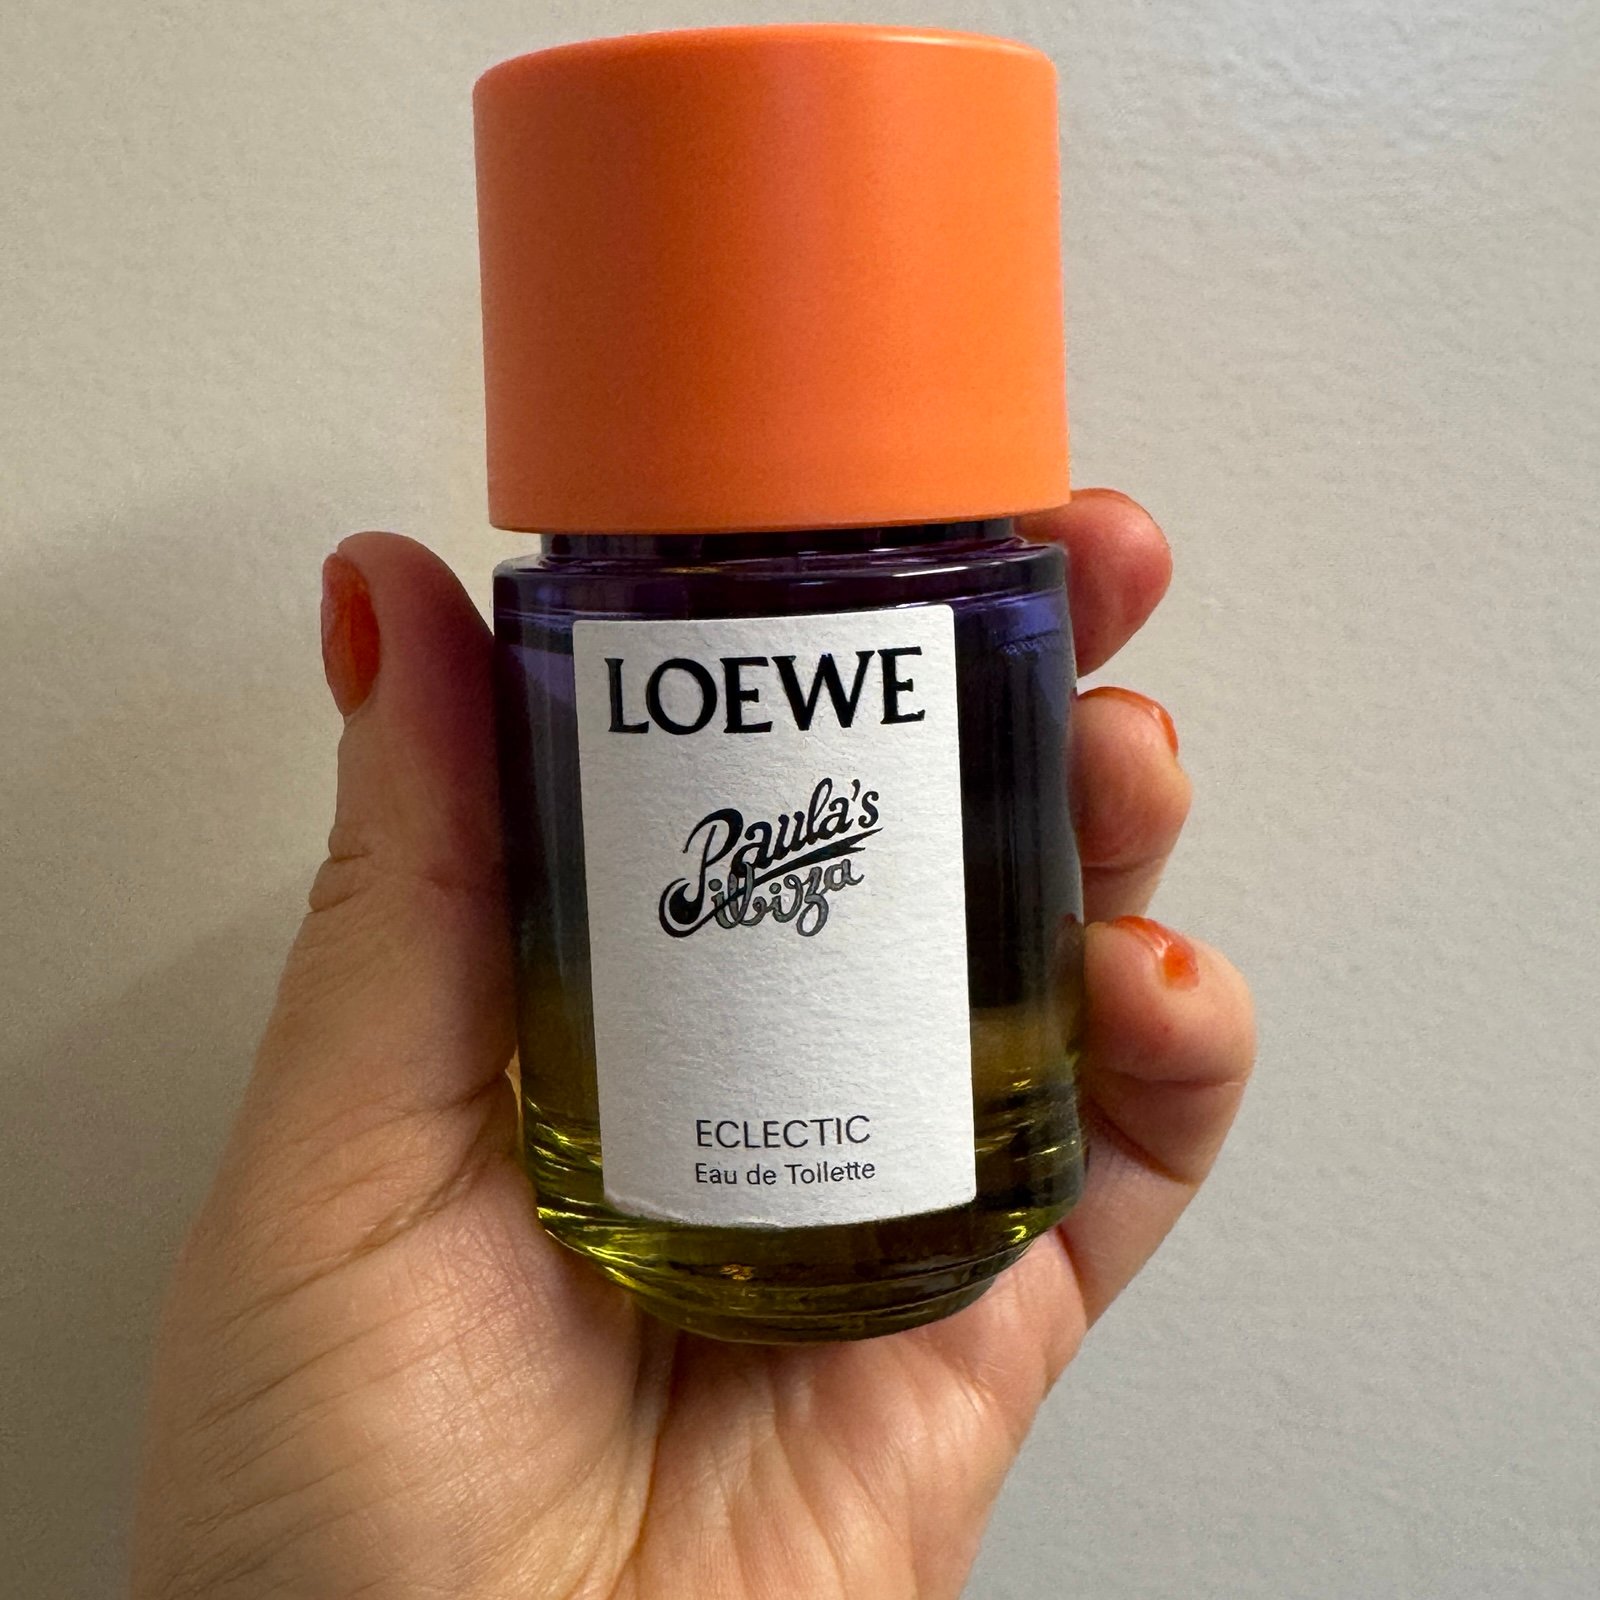 LOEWE
Paula's
ibiza
ECLECTIC
Eau de Toilette